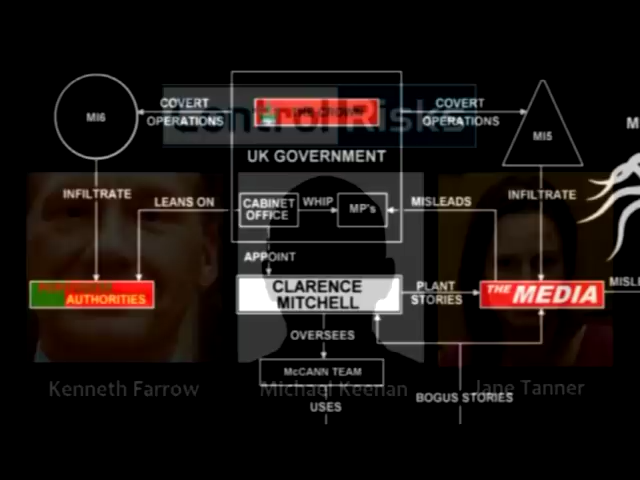 COVERT
OPERATIONS
Control Risks
COVERT
OPERATIONS
MI6
MI5
M
UK GOVERNMENT
INFILTRATE
LEANS ON
CABINET
OFFICE
WHIP
MP's
MISLEADS
INFILTRATE
APPOINT
AUTHORITIES
CLARENCE
MITCHELL
PLANT
STORIES
THE MEDIA
MISL
OVERSEES
McCANN TEAM
Kenneth Farrow
Michael Keenan
Jane Tanner
USES
BOGUS STORIES